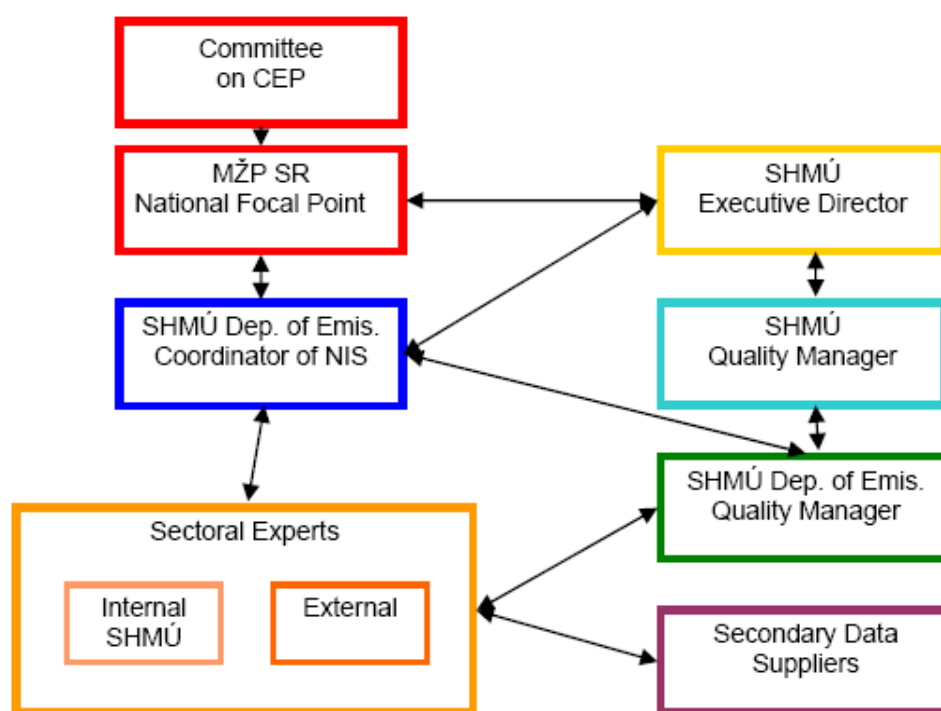 Committee
on CEP
MŽP SR
National Focal Point
SHMÚ
Executive Director
SHMÚ Dep. of Emis.
Coordinator of NIS
SHMÚ
Quality Manager
SHMÚ Dep. of Emis.
Quality Manager
Sectoral Experts
Internal
SHMÚ
External
Secondary Data
Suppliers